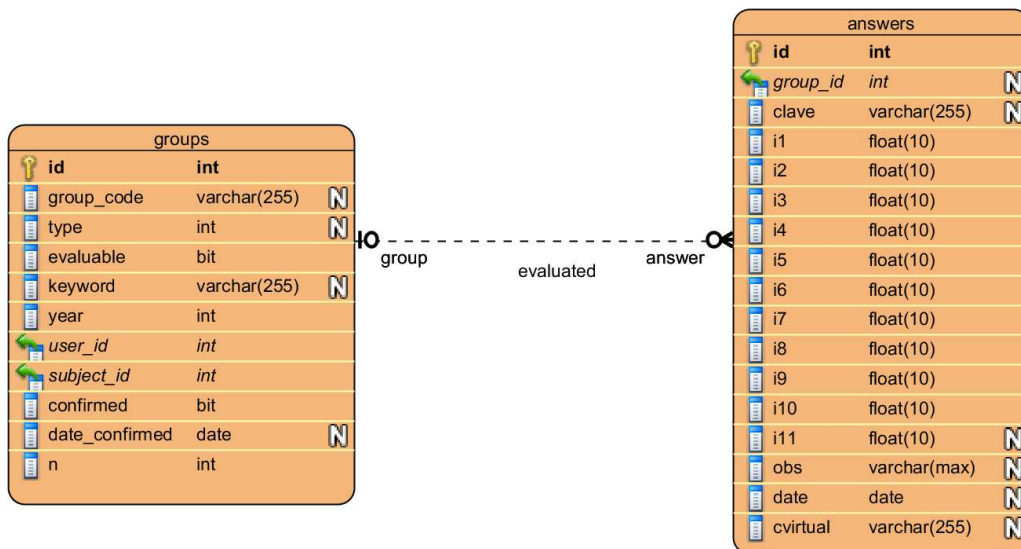 groups
id int
group_code varchar(255) N
type int N
evaluable bit
keyword varchar(255) N
year int
user_id int
subject_id int
confirmed bit
date_confirmed date N
n int
group
evaluated
answer
answers
id int
group_id int N
clave varchar(255) N
i1 float(10)
i2 float(10)
i3 float(10)
i4 float(10)
i5 float(10)
i6 float(10)
i7 float(10)
i8 float(10)
i9 float(10)
i10 float(10)
i11 float(10) N
obs varchar(max) N
date date N
cvirtual varchar(255) N